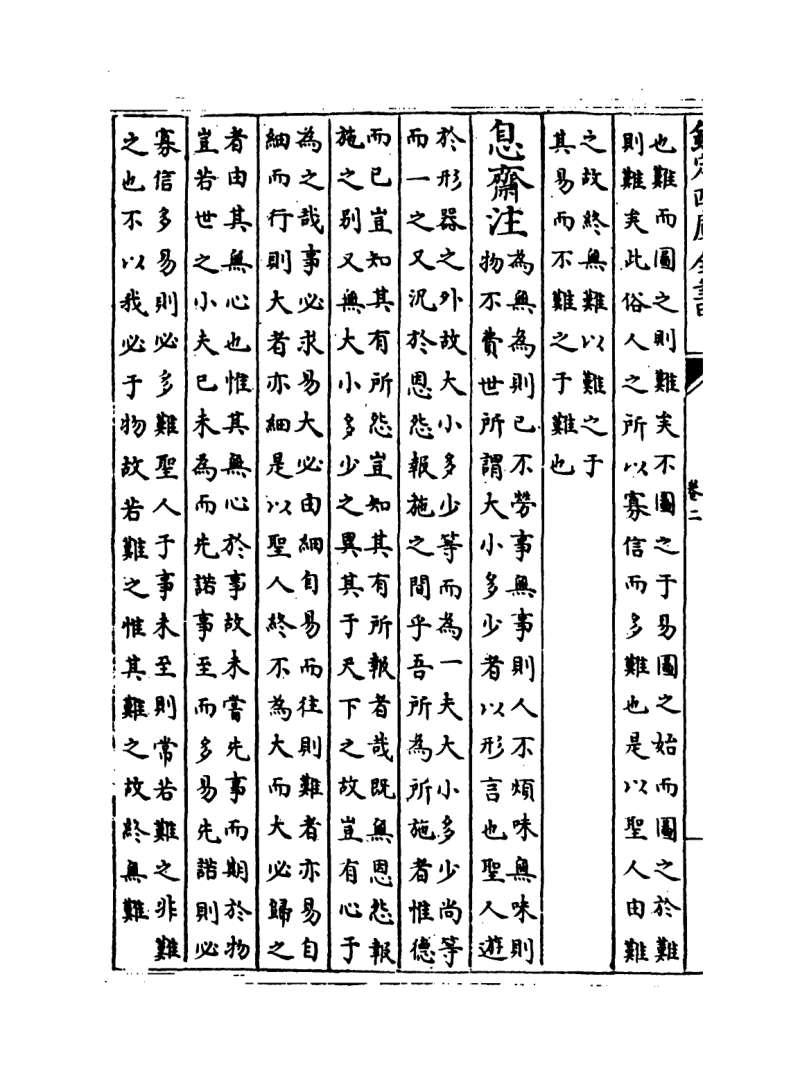 欽定四庫全書
卷二
也難而圖之則難矣不圖之于易圖之始而圖之於難
則難矣此俗人之所以寡信而多難也是以聖人由難
之故終無難以難之于
其易而不難之于難也
息齋注
為無為則已不勞事無事則人不煩味無味則
物不費世所謂大小多少者以形言也聖人遊
於形器之外故大小多少等而為一夫大小多少尚等
而一之又況於恩怨報施之間乎吾所為所施者惟德
而已豈知其有所怨豈知其有所報者哉既無恩怨報
施之别又無大小多少之異其于天下之故豈有心于
為之哉事必求易大必由細自易而往則難者亦易自
細而行則大者亦細是以聖人終不為大而大必歸之
者由其無心也惟其無心於事故未嘗先事而期於物
豈若世之小夫已未為而先諾事至而多易先諾則必
寡信多易則必多難聖人于事未至則常若難之非難
之也不以我必于物故若難之惟其難之故終無難